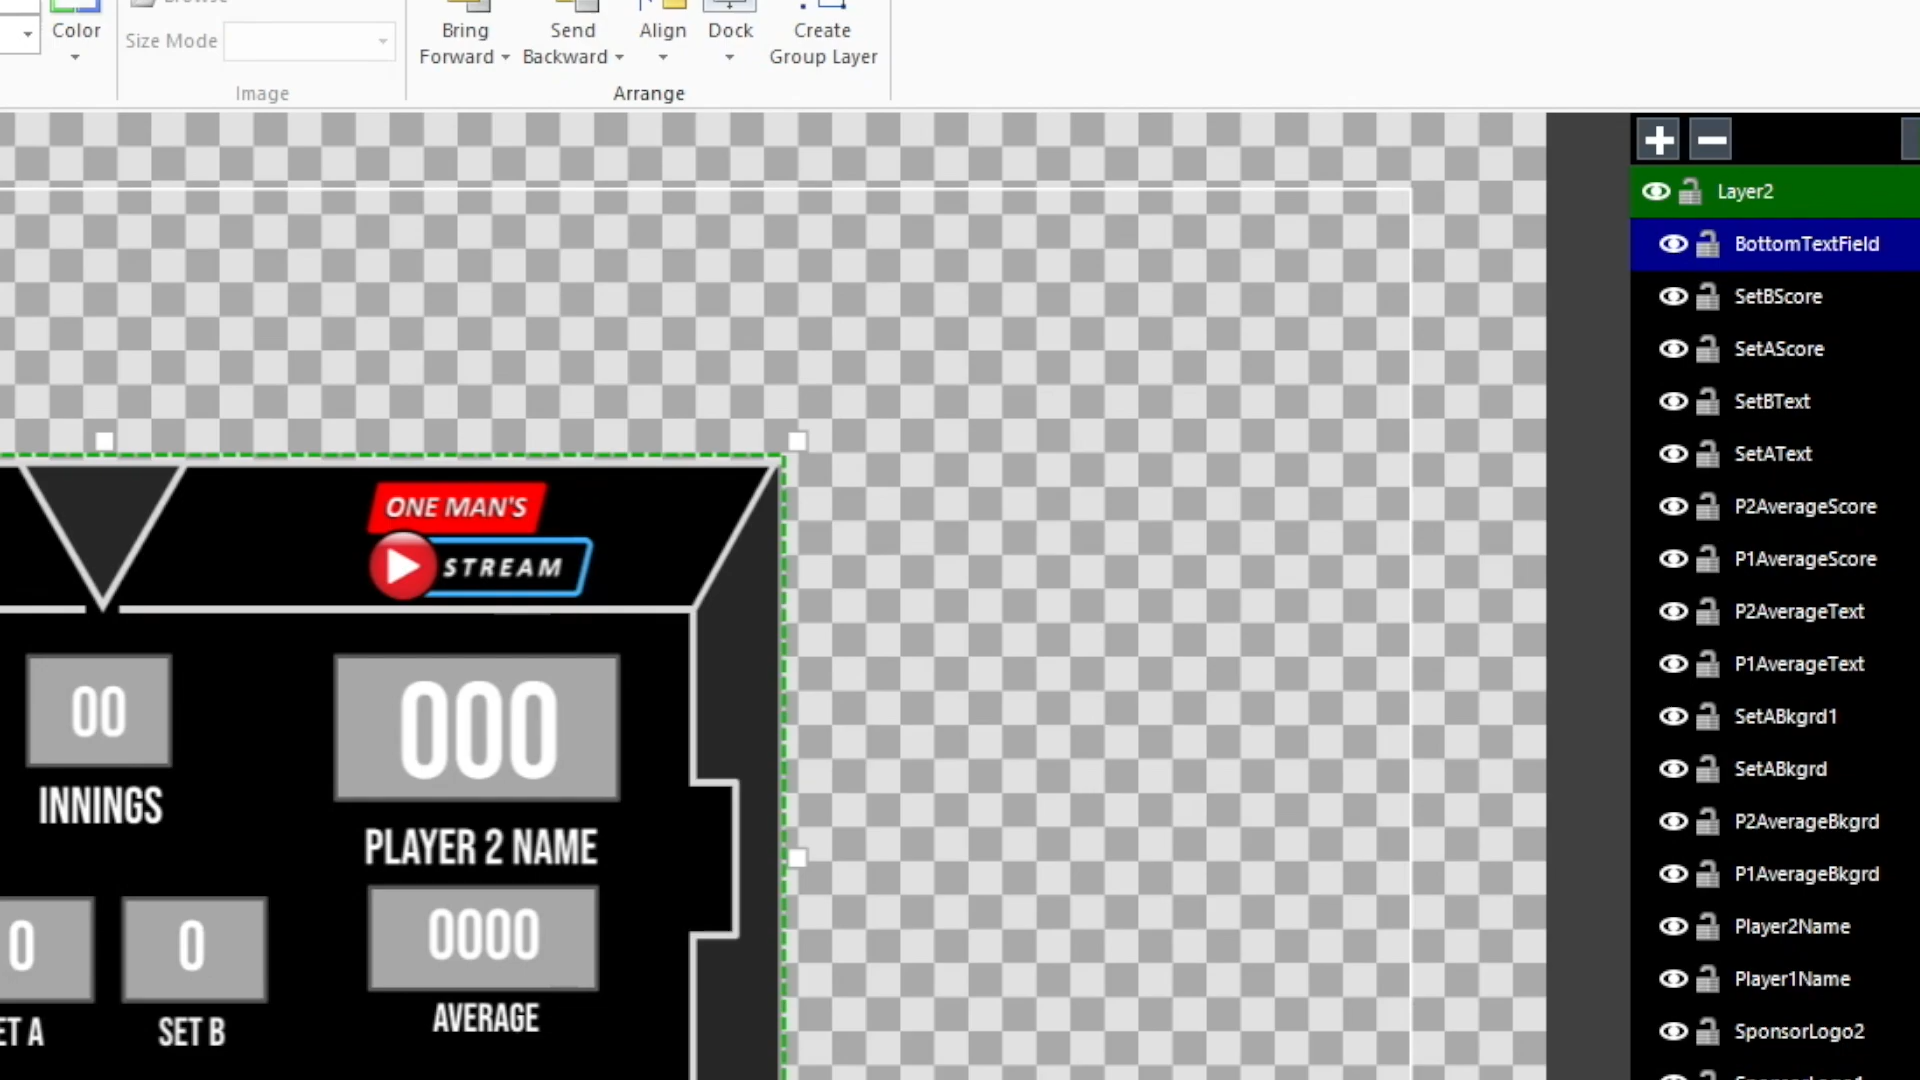 Color
Size Mode
Image
Bring
Forward
Send
Backward
Align
Dock
Create
Group Layer
Arrange
Layer2
BottomTextField
SetBScore
SetAScore
SetBText
SetAText
P2AverageScore
P1AverageScore
P2AverageText
P1AverageText
SetABkgrd1
SetABkgrd
P2AverageBkgrd
P1AverageBkgrd
Player2Name
Player1Name
SponsorLogo2
ONE MAN'S
STREAM
00
INNINGS
000
PLAYER 2 NAME
0
0
0000
SET B
AVERAGE